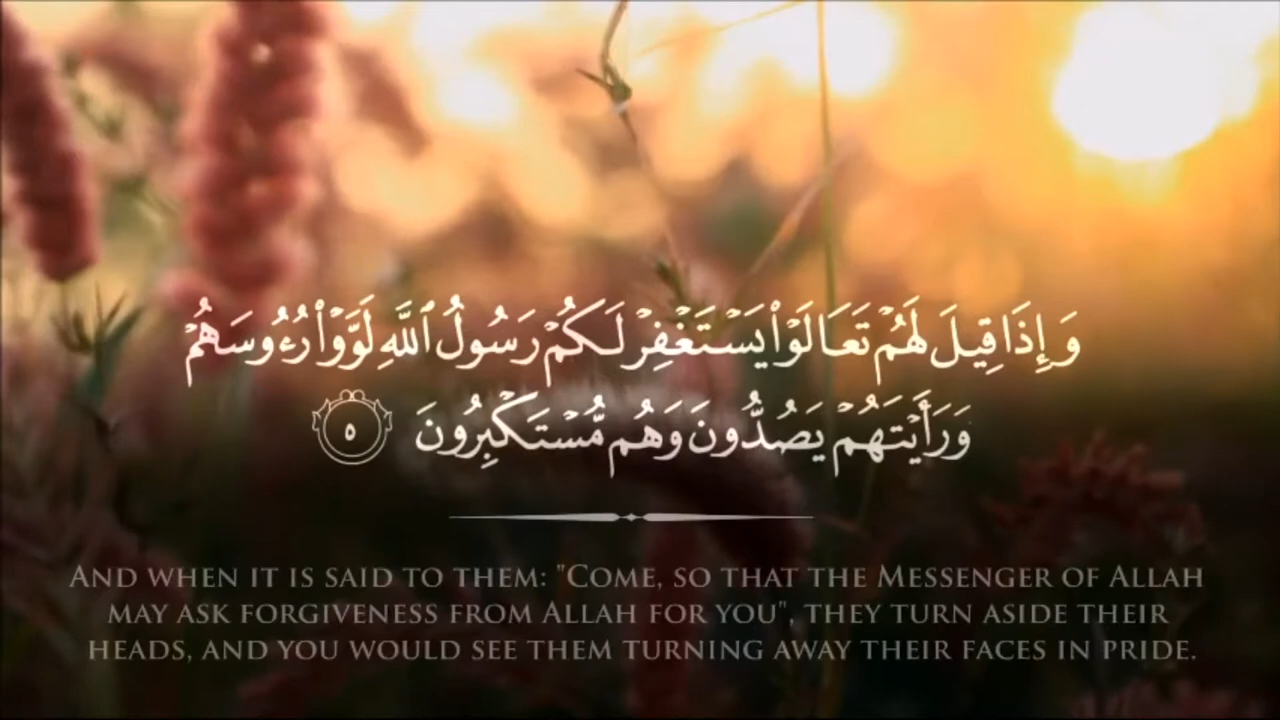 وَإِذَا قِيلَ لَهُمْ تَعَالَوْا۟ يَسْتَغْفِرْ لَكُمْ رَسُولُ ٱللَّهِ لَوَّوْا۟ رُءُوسَهُمْ
وَرَأَيْتَهُمْ يَصُدُّونَ وَهُم مُّسْتَكْبِرُونَ ٥
And when it is said to them: "Come, so that the Messenger of Allah
may ask forgiveness from Allah for you", they turn aside their
heads, and you would see them turning away their faces in pride.